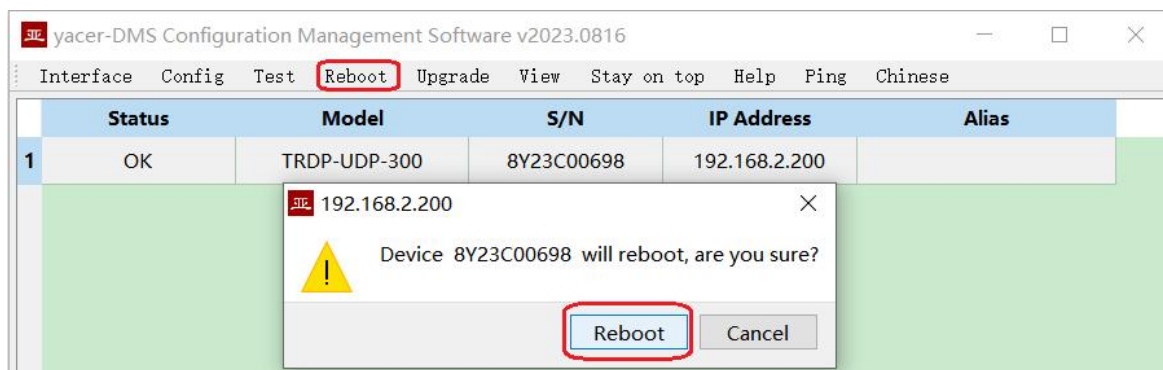 yacer-DMS Configuration Management Software v2023.0816
Interface Config Test Reboot Upgrade View Stay on top Help Ping Chinese
Status Model S/N IP Address Alias
1 OK TRDP-UDP-300 8Y23C00698 192.168.2.200
192.168.2.200
Device 8Y23C00698 will reboot, are you sure?
Reboot Cancel